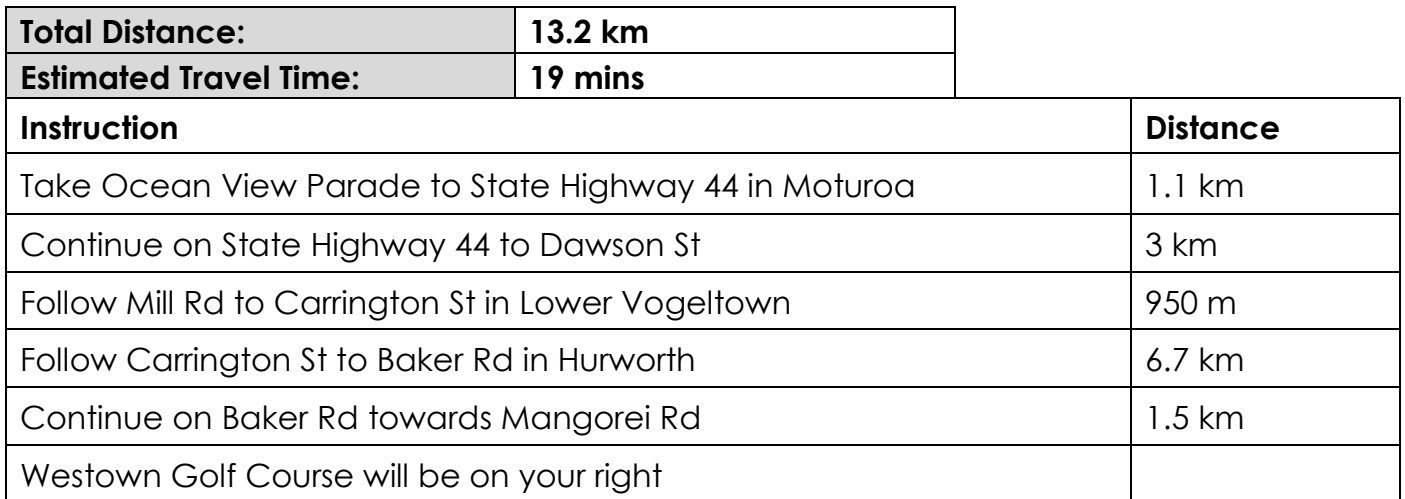 Total Distance: 13.2 km
Estimated Travel Time: 19 mins
Instruction Distance
Take Ocean View Parade to State Highway 44 in Moturoa 1.1 km
Continue on State Highway 44 to Dawson St 3 km
Follow Mill Rd to Carrington St in Lower Vogeltown 950 m
Follow Carrington St to Baker Rd in Hurworth 6.7 km
Continue on Baker Rd towards Mangorei Rd 1.5 km
Westown Golf Course will be on your right